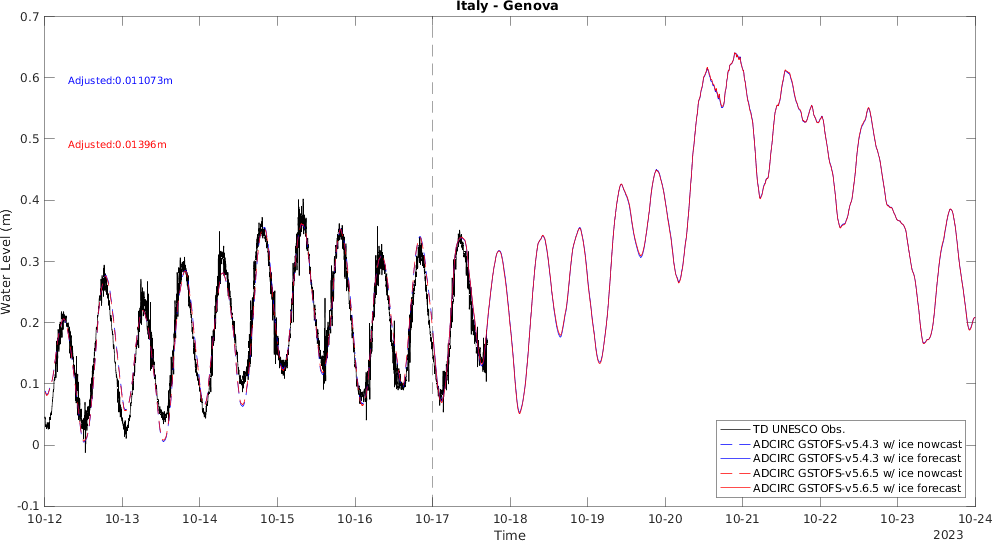 Italy - Genova
0.7
0.6
0.5
0.4
0.3
0.2
0.1
0
-0.1
Water Level (m)
Adjusted:0.011073m
Adjusted:0.01396m
TD UNESCO Obs.
ADCIRC GSTOFS-v5.4.3 w/ ice nowcast
ADCIRC GSTOFS-v5.4.3 w/ ice forecast
ADCIRC GSTOFS-v5.6.5 w/ ice nowcast
ADCIRC GSTOFS-v5.6.5 w/ ice forecast
10-12 10-13 10-14 10-15 10-16 10-17 10-18 10-19 10-20 10-21 10-22 10-23 10-24
Time
2023